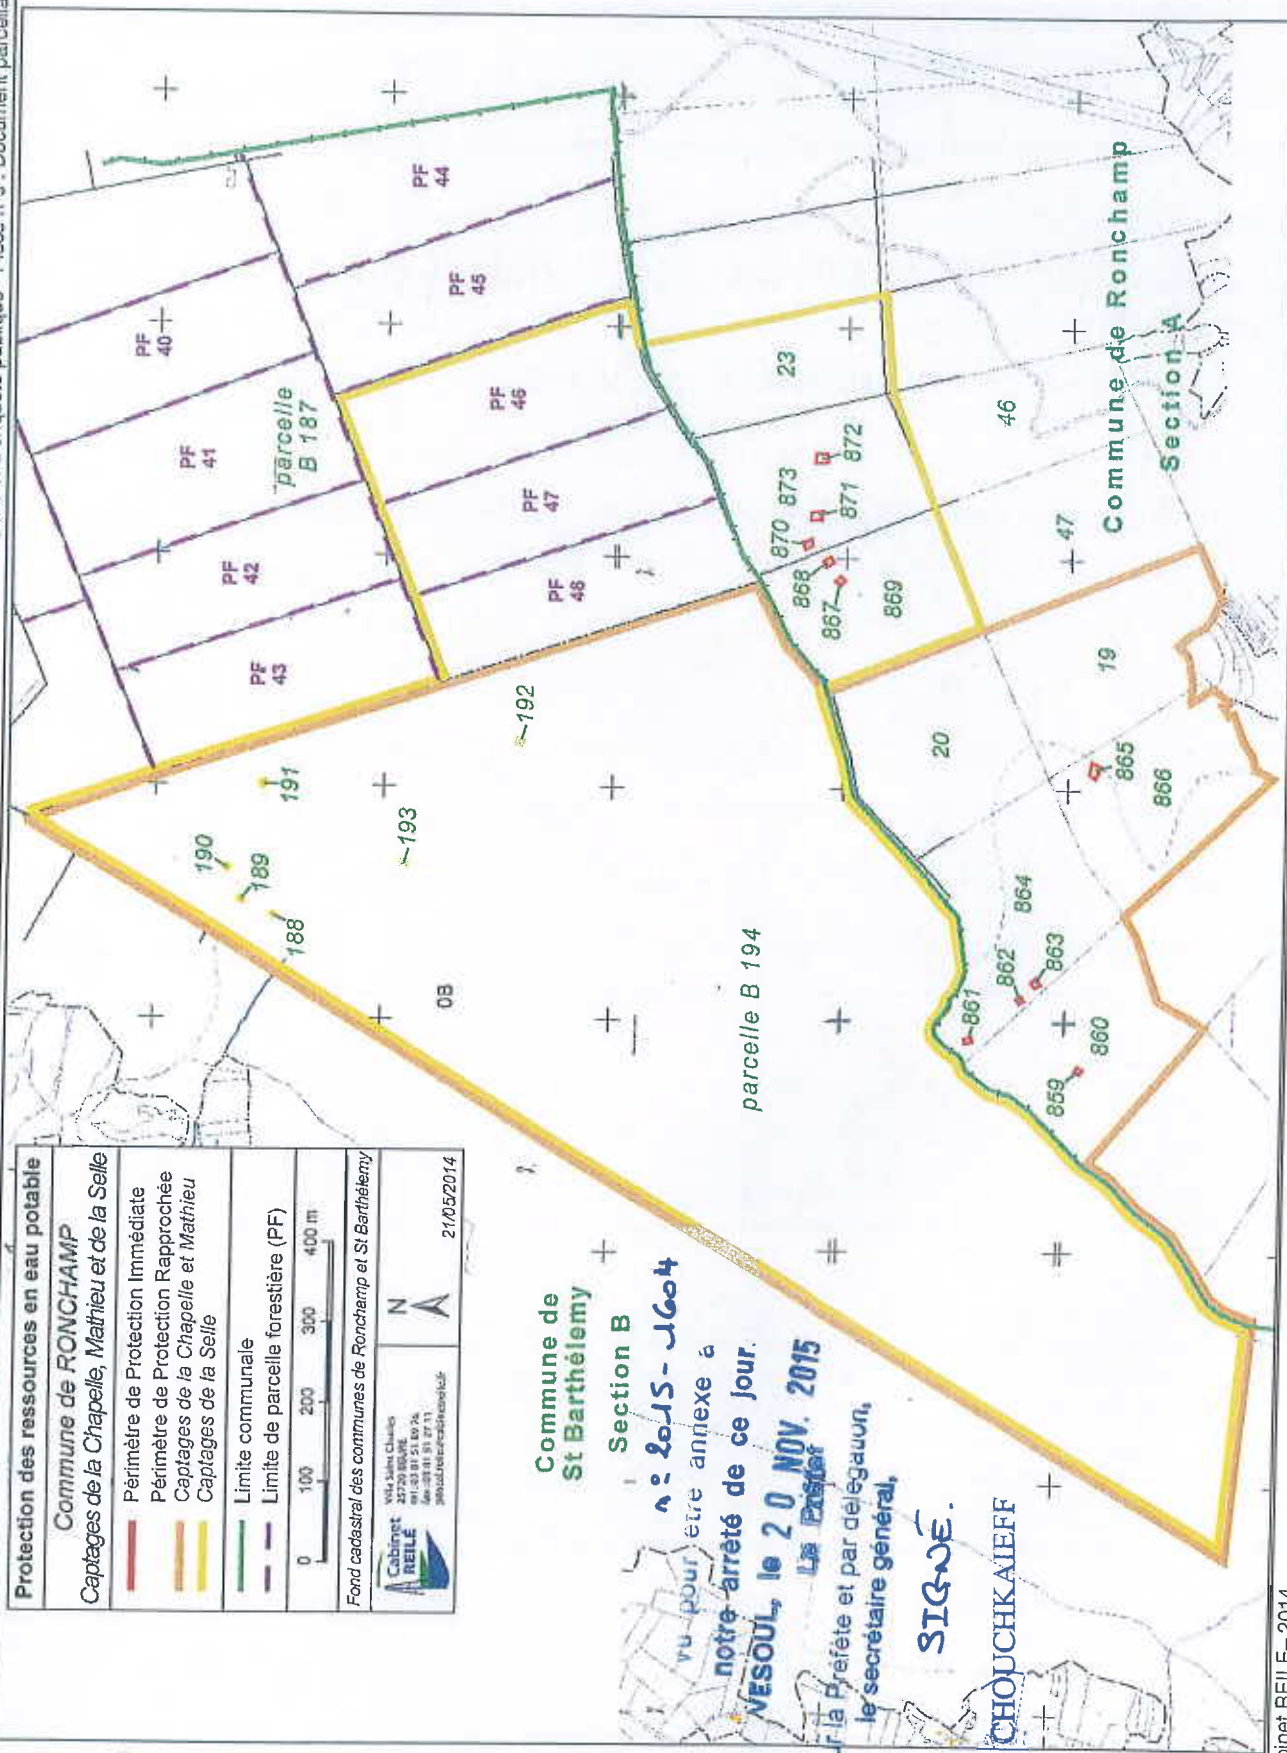 Protection des ressources en eau potable
Commune de RONCHAMP
Captages de la Chapelle, Mathieu et de la Selle
Périmètre de Protection Immédiate
Périmètre de Protection Rapprochée
Captages de la Chapelle et Mathieu
Captages de la Selle
Limite communale
Limite de parcelle forestière (PF)
0 100 200 300 400 m
Fond cadastral des communes de Ronchamp et St Barthélemy
Cabinet
REILÉ
Villa Saint Charles
25720 BEURE
N
21/05/2014
Commune de
St Barthélemy
Section B
n° 2015-1604
vu pour être annexé à
notre arrêté de ce jour.
VESOUL, le 20 NOV. 2015
Le Préfet
la Préfète et par délégation,
le secrétaire général,
SIGNÉ.
CHOUCHKAIEFF
0B
parcelle B 194
188
189
190
191
193
192
PF
43
PF
42
PF
41
PF
40
parcelle
B 187
PF
48
PF
47
PF
46
PF
45
PF
44
859
860
861
862
863
864
865
866
20
19
867
868
869
870
873
871
872
23
47
46
Commune de Ronchamp
Section A